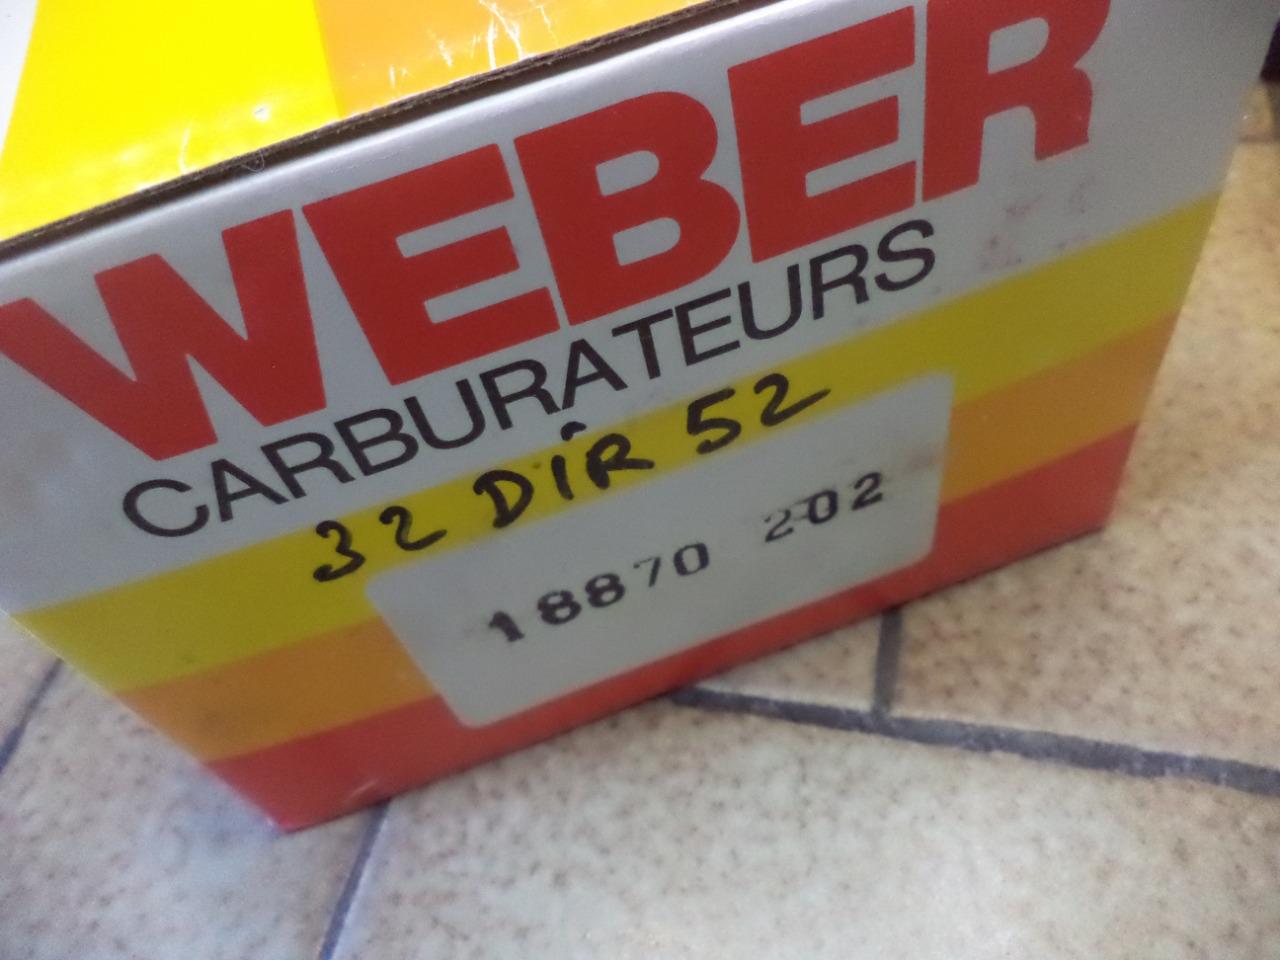 WEBER
CARBURATEURS
32 DIR 52
18870 202